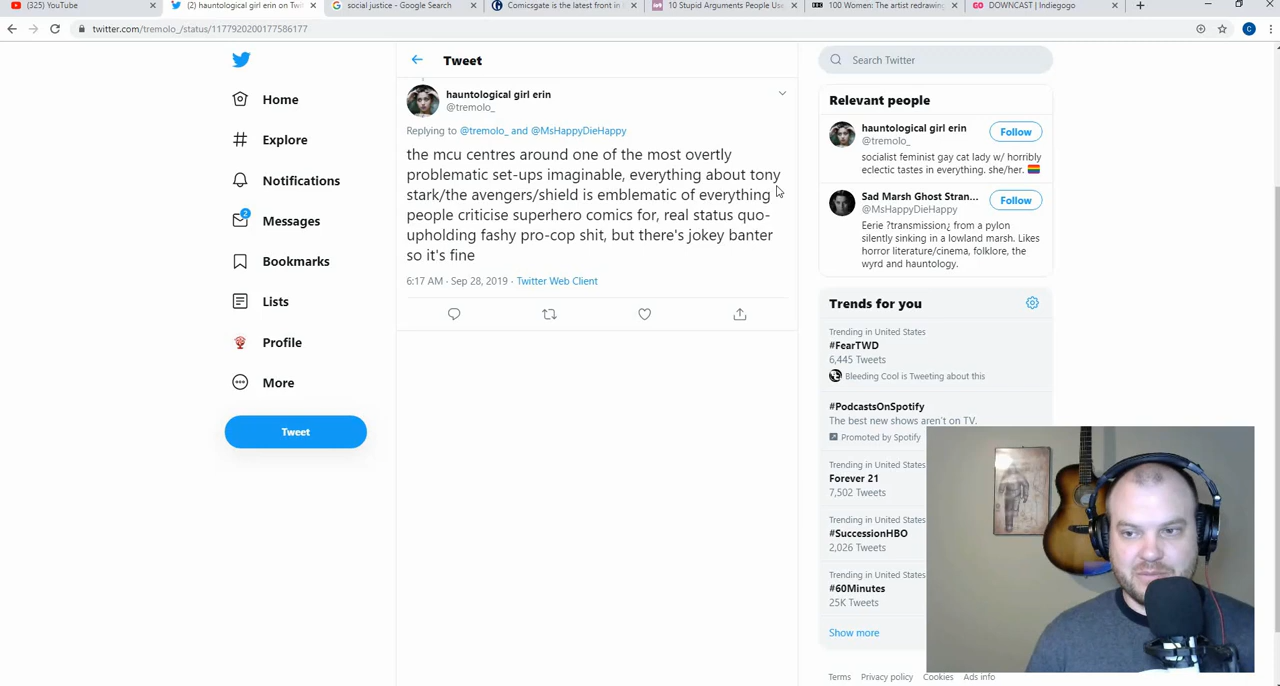 (325) YouTube
(2) hauntological girl erin on Twi
social justice - Google Search
Comicsgate is the latest front in
10 Stupid Arguments People Use
100 Women: The artist redrawing
GO DOWNCAST | Indiegogo
twitter.com/tremolo_/status/1177920200177586177
C
Home
Explore
Notifications
2
Messages
Bookmarks
Lists
Profile
More
Tweet
Tweet
hauntological girl erin
@tremolo_
Replying to @tremolo_ and @MsHappyDieHappy
the mcu centres around one of the most overtly
problematic set-ups imaginable, everything about tony
stark/the avengers/shield is emblematic of everything
people criticise superhero comics for, real status quo-
upholding fashy pro-cop shit, but there's jokey banter
so it's fine
6:17 AM · Sep 28, 2019 · Twitter Web Client
Search Twitter
Relevant people
hauntological girl erin
Follow
@tremolo_
socialist feminist gay cat lady w/ horribly
eclectic tastes in everything. she/her.
Sad Marsh Ghost Stran...
Follow
@MsHappyDieHappy
Eerie ?transmission¿ from a pylon
silently sinking in a lowland marsh. Likes
horror literature/cinema, folklore, the
wyrd and hauntology.
Trends for you
Trending in United States
#FearTWD
6,445 Tweets
Bleeding Cool is Tweeting about this
#PodcastsOnSpotify
The best new shows aren't on TV.
Promoted by Spotify
Trending in United States
Forever 21
7,502 Tweets
Trending in United States
#SuccessionHBO
2,026 Tweets
Trending in United States
#60Minutes
25K Tweets
Show more
Terms Privacy policy Cookies Ads info